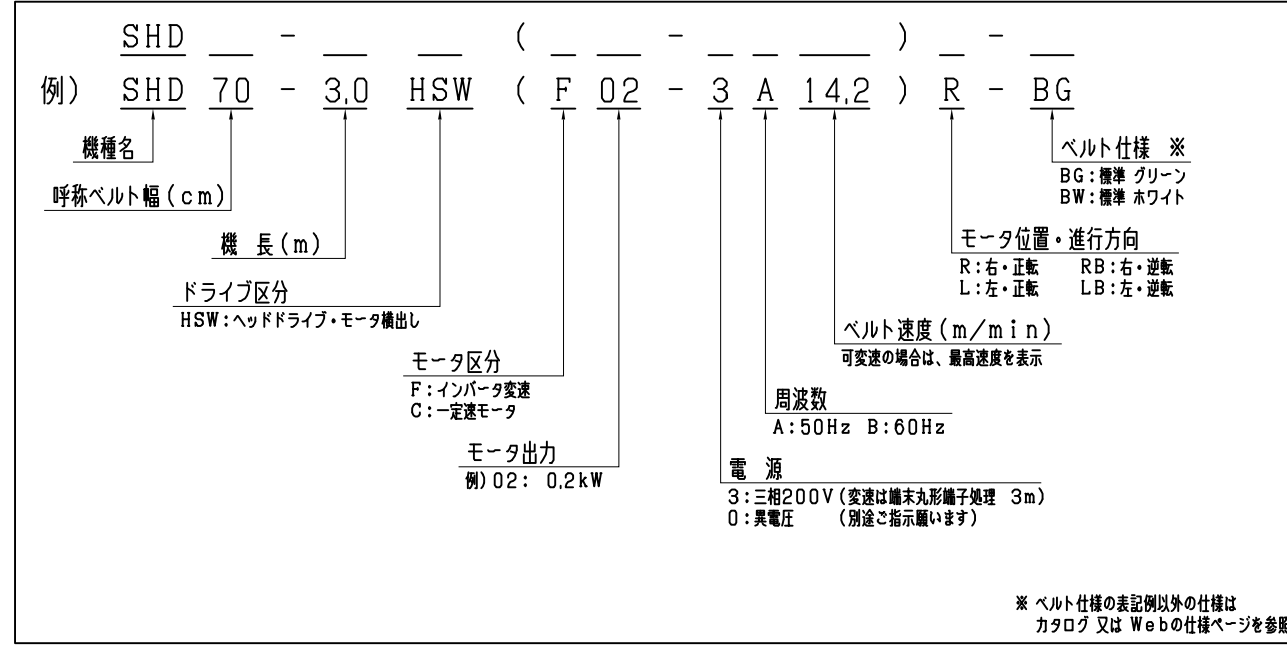 SHD － （ － ） －
例） SHD 70 － 3.0 HSW （ F 02 － 3 A 14.2 ） R － BG
機種名
ベルト仕様 ※
BG：標準 グリーン
BW：標準 ホワイト
呼称ベルト幅（cm）
機 長（m）
モータ位置・進行方向
R：右・正転 RB：右・逆転
L：左・正転 LB：左・逆転
ドライブ区分
HSW：ヘッドドライブ・モータ横出し
ベルト速度（m/min）
可変速の場合は、最高速度を表示
モータ区分
F：インバータ変速
C：一定速モータ
周波数
A：50Hz B：60Hz
モータ出力
例）02： 0.2kW
電 源
3：三相200V（変速は端末丸形端子処理 3m）
0：異電圧 （別途ご指示願います）
※ ベルト仕様の表記例以外の仕様は
カタログ 又は Webの仕様ページを参照